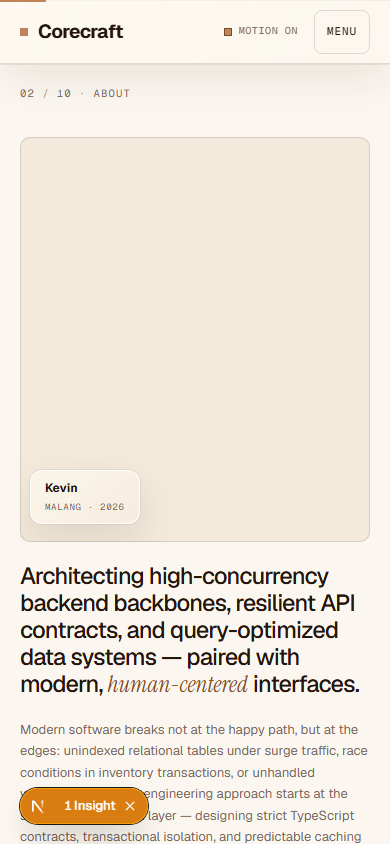 Corecraft
MOTION ON
MENU
02 / 10 · ABOUT
Kevin
MALANG · 2026
Architecting high-concurrency
backend backbones, resilient API
contracts, and query-optimized
data systems — paired with
modern, human-centered interfaces.
Modern software breaks not at the happy path, but at the
edges: unindexed relational tables under surge traffic, race
conditions in inventory transactions, or unhandled
engineering approach starts at the
layer — designing strict TypeScript
contracts, transactional isolation, and predictable caching
N 1 Insight ×